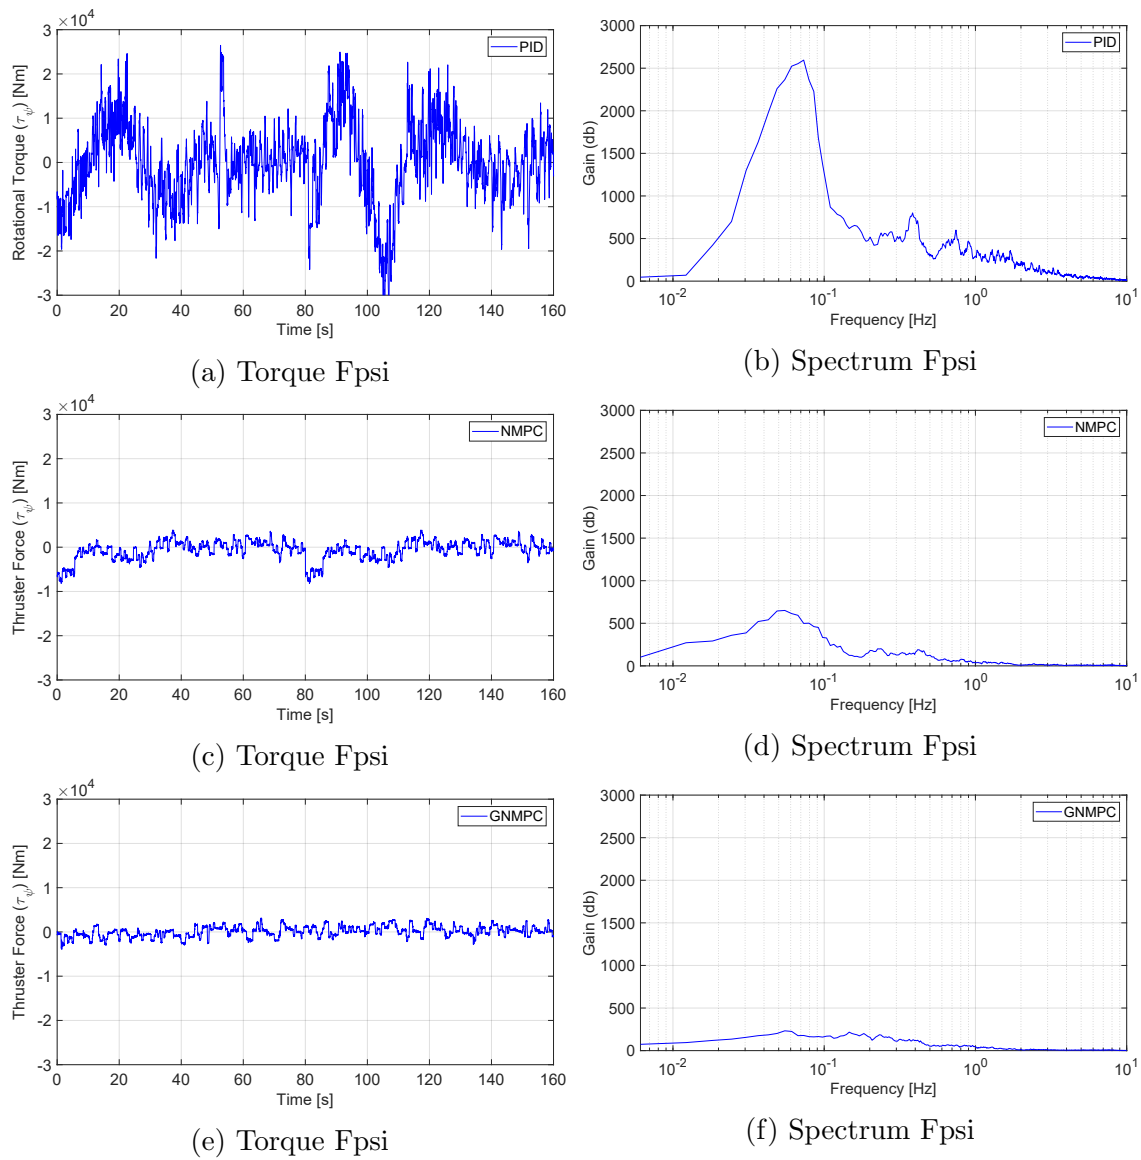 ×10^4
3
2
1
0
-1
-2
-3
Rotational Torque (τ_ψ) [Nm]
PID
0 20 40 60 80 100 120 140 160
Time [s]
(a) Torque Fpsi
3000
2500
2000
1500
1000
500
0
Gain (db)
PID
10^-2 10^-1 10^0 10^1
Frequency [Hz]
(b) Spectrum Fpsi
×10^4
3
2
1
0
-1
-2
-3
Thruster Force (τ_ψ) [Nm]
NMPC
0 20 40 60 80 100 120 140 160
Time [s]
(c) Torque Fpsi
3000
2500
2000
1500
1000
500
0
Gain (db)
NMPC
10^-2 10^-1 10^0 10^1
Frequency [Hz]
(d) Spectrum Fpsi
×10^4
3
2
1
0
-1
-2
-3
Thruster Force (τ_ψ) [Nm]
GNMPC
0 20 40 60 80 100 120 140 160
Time [s]
(e) Torque Fpsi
3000
2500
2000
1500
1000
500
0
Gain (db)
GNMPC
10^-2 10^-1 10^0 10^1
Frequency [Hz]
(f) Spectrum Fpsi